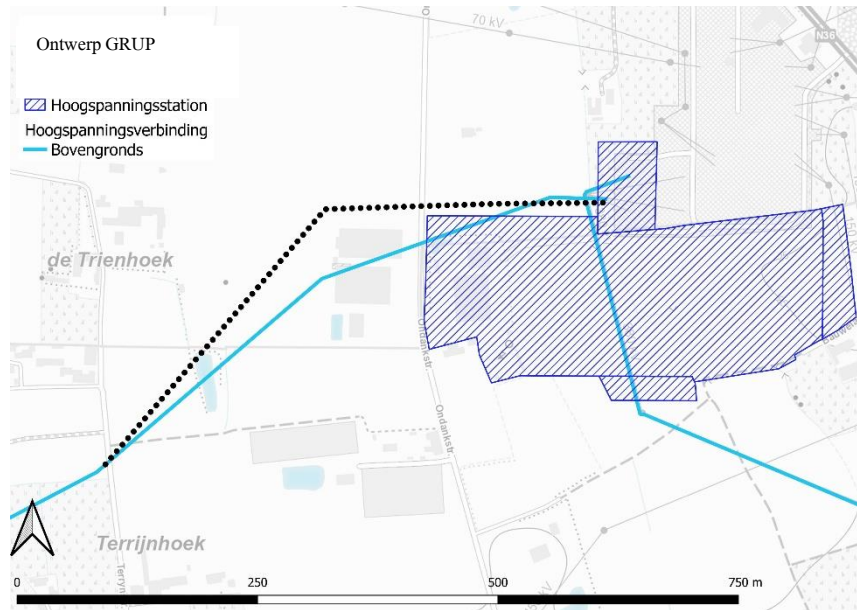 Ontwerp GRUP
Hoogspanningsstation
Hoogspanningsverbinding
Bovengronds
70 kV
N36
de Trienhoek
Ondankstr.
Ondankstr.
Terrijnhoek
0
250
500
750 m